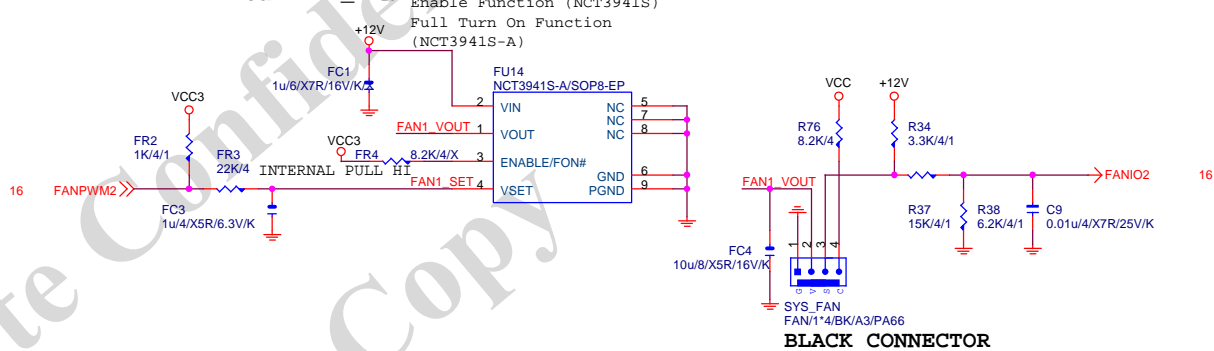 Enable Function (NCT3941S)
Full Turn On Function
(NCT3941S-A)
+12V
FC1
1u/6/X7R/16V/K/X
FU14
NCT3941S-A/SOP8-EP
2 VIN
NC 5
NC 7
NC 8
FAN1_VOUT 1 VOUT
VCC3
FR4 8.2K/4/X 3 ENABLE/FON#
INTERNAL PULL HI
FAN1_SET 4 VSET
GND 6
PGND 9
VCC3
FR2
1K/4/1
FR3
22K/4
16 FANPWM2
FC3
1u/4/X5R/6.3V/K
VCC
+12V
R76
8.2K/4
R34
3.3K/4/1
FAN1_VOUT
FANIO2 16
R37
15K/4/1
R38
6.2K/4/1
C9
0.01u/4/X7R/25V/K
FC4
10u/8/X5R/16V/K
1 2 3 4
G V S C
SYS_FAN
FAN/1*4/BK/A3/PA66
BLACK CONNECTOR
Confide
te
Copy